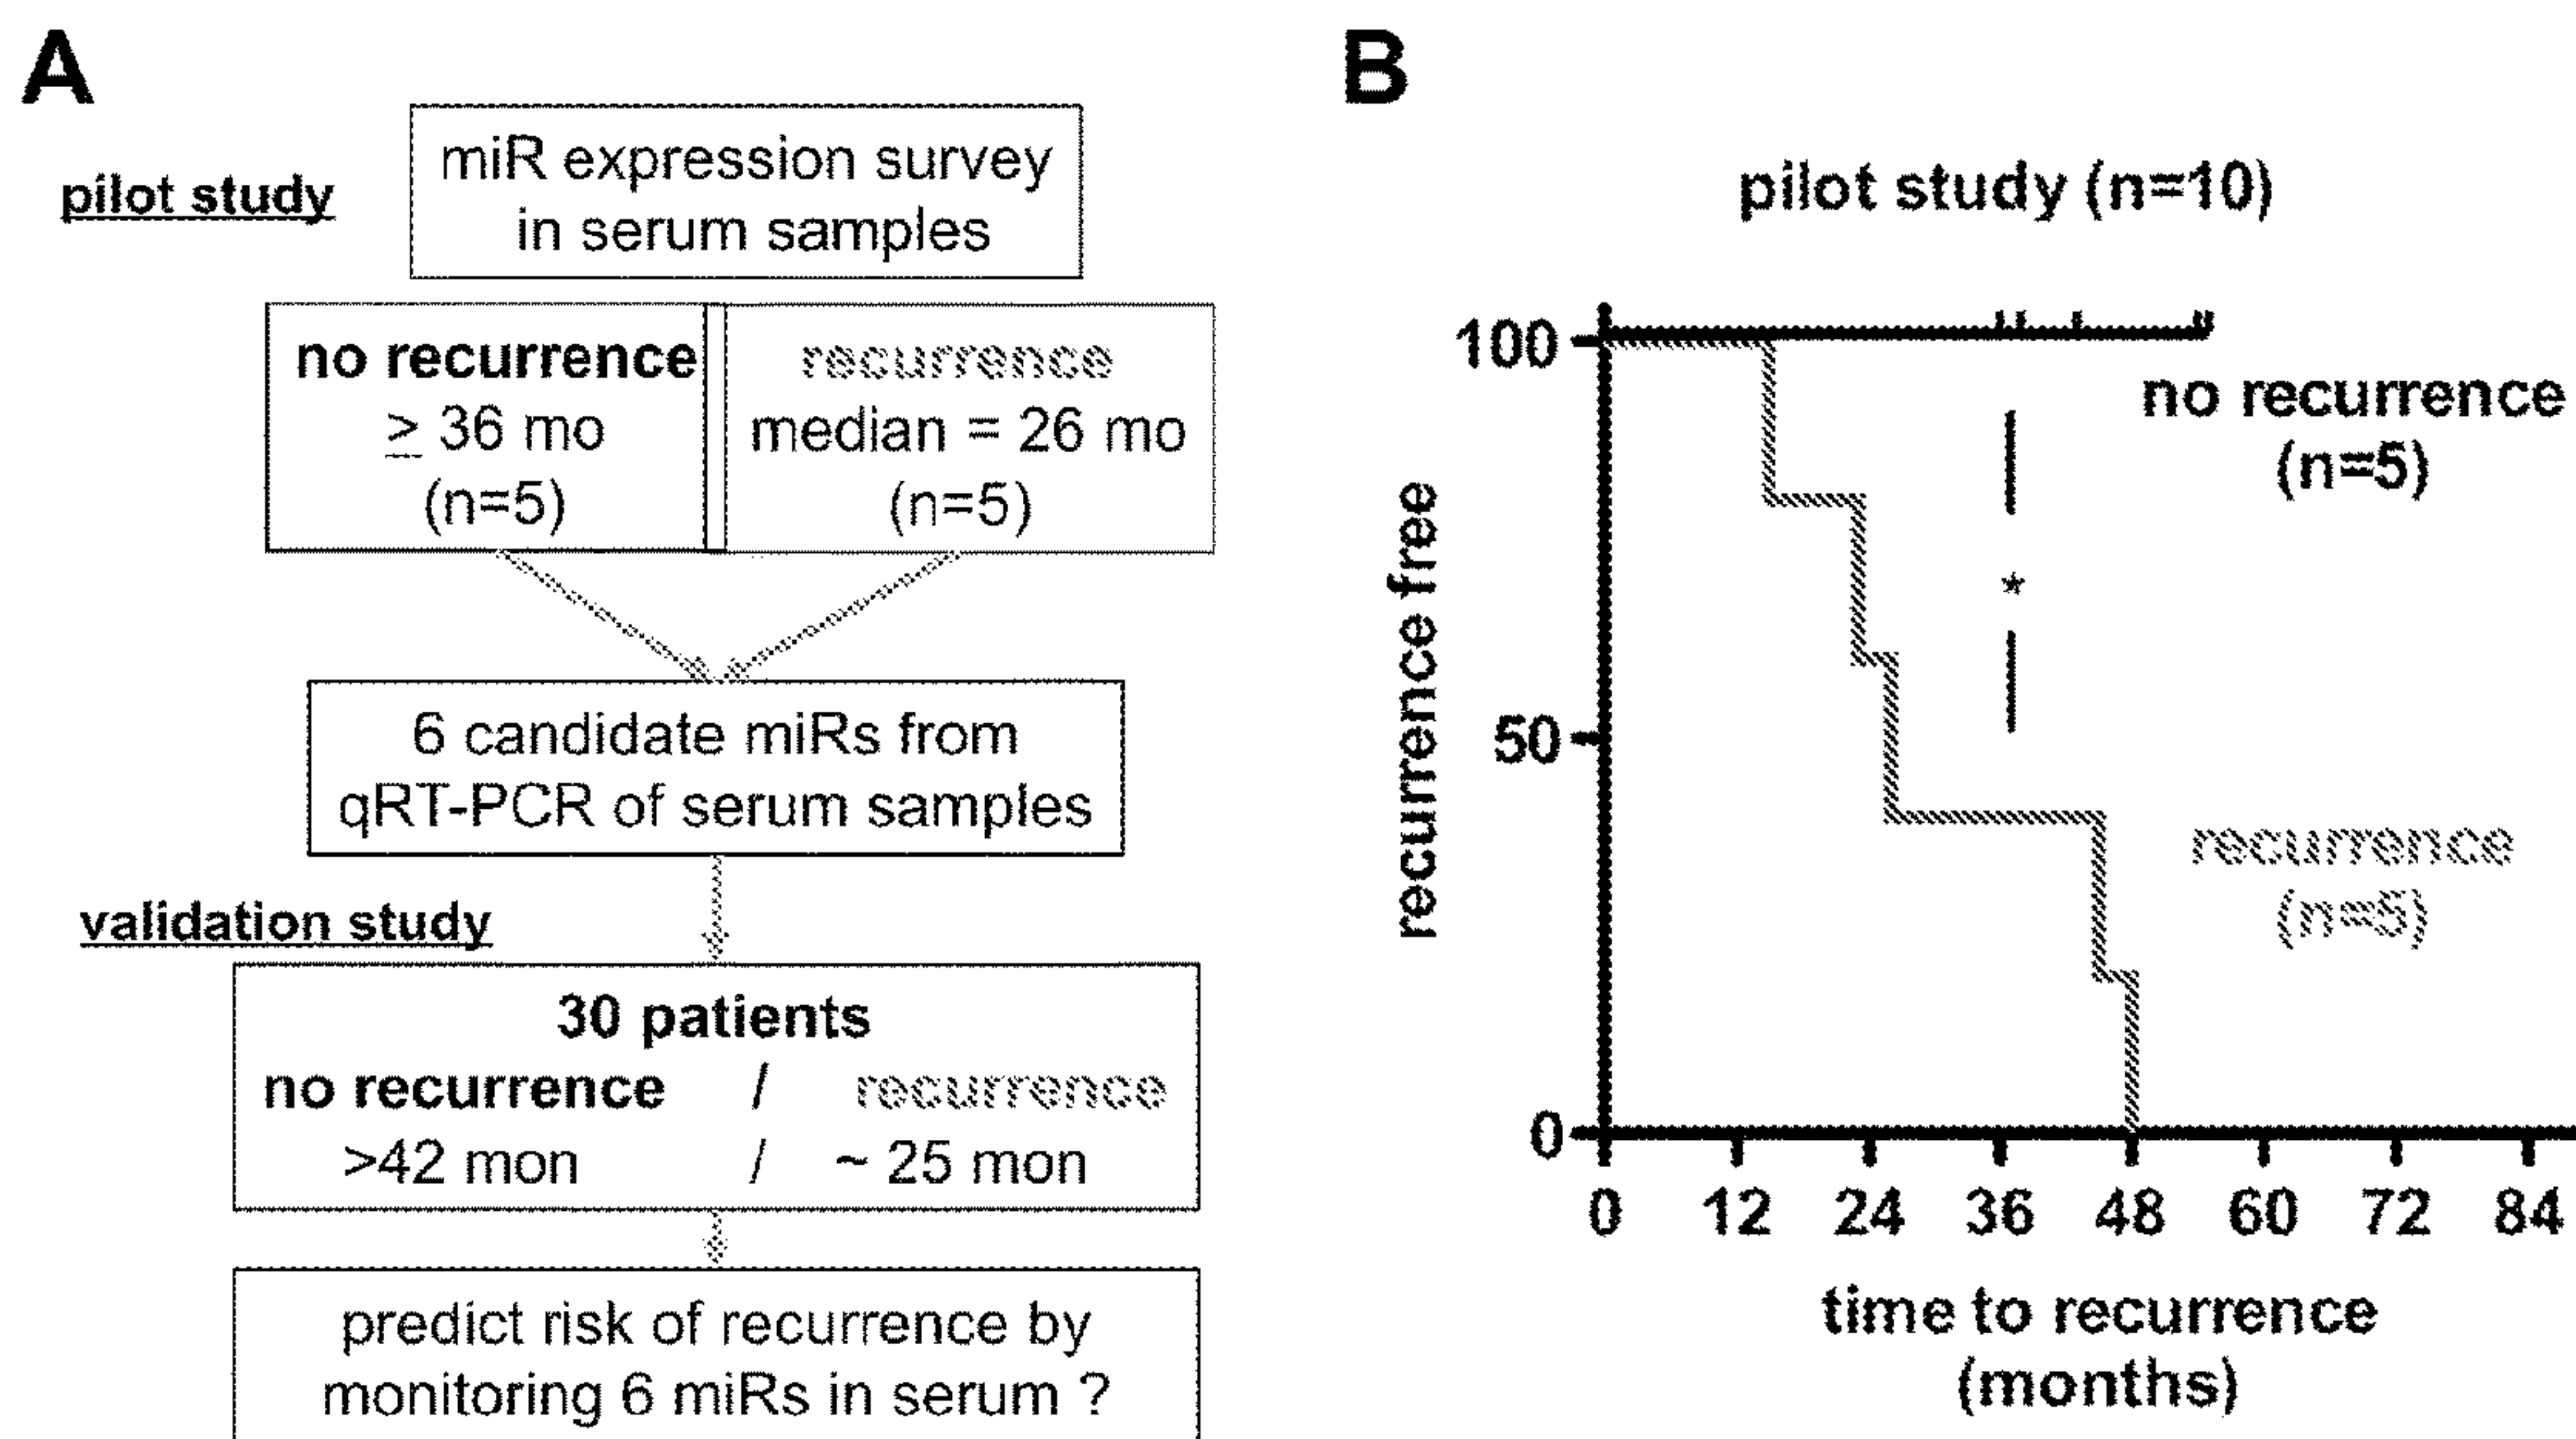 A
pilot study
miR expression survey
in serum samples
no recurrence
≥ 36 mo
(n=5)
recurrence
median = 26 mo
(n=5)
6 candidate miRs from
qRT-PCR of serum samples
validation study
30 patients
no recurrence / recurrence
>42 mon / ~ 25 mon
predict risk of recurrence by
monitoring 6 miRs in serum ?
B
pilot study (n=10)
recurrence free
100
50
0
no recurrence
(n=5)
*
recurrence
(n=5)
0 12 24 36 48 60 72 84
time to recurrence
(months)